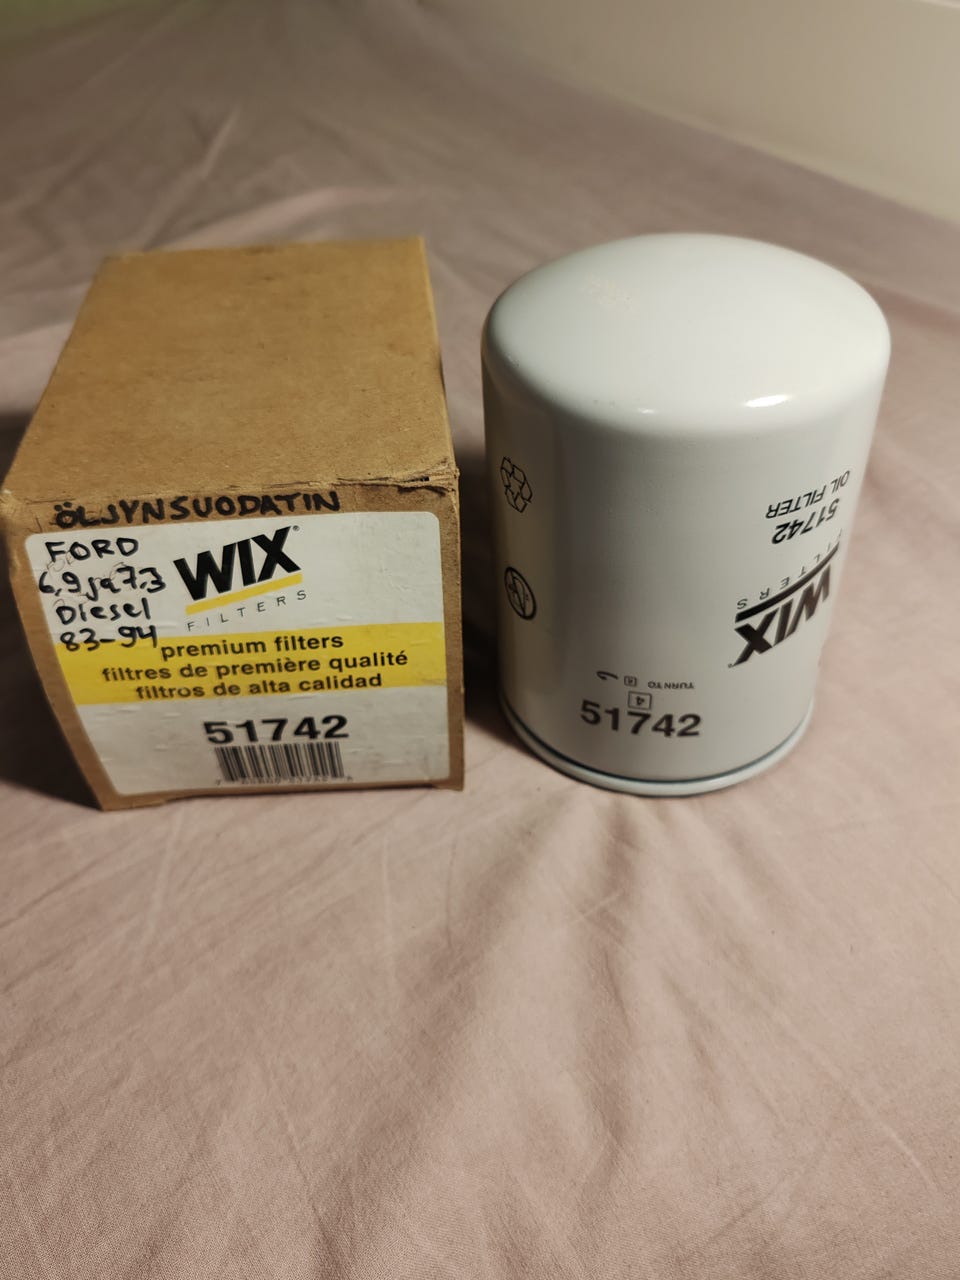 ÖLJYNSUODATIN
FORD
6,9 ja 7,3
Diesel
83-94
WIX®
FILTERS
premium filters
filtres de première qualité
filtros de alta calidad
51742
51742
OIL FILTER
51742
WIX®
FILTERS
TURN TO
4